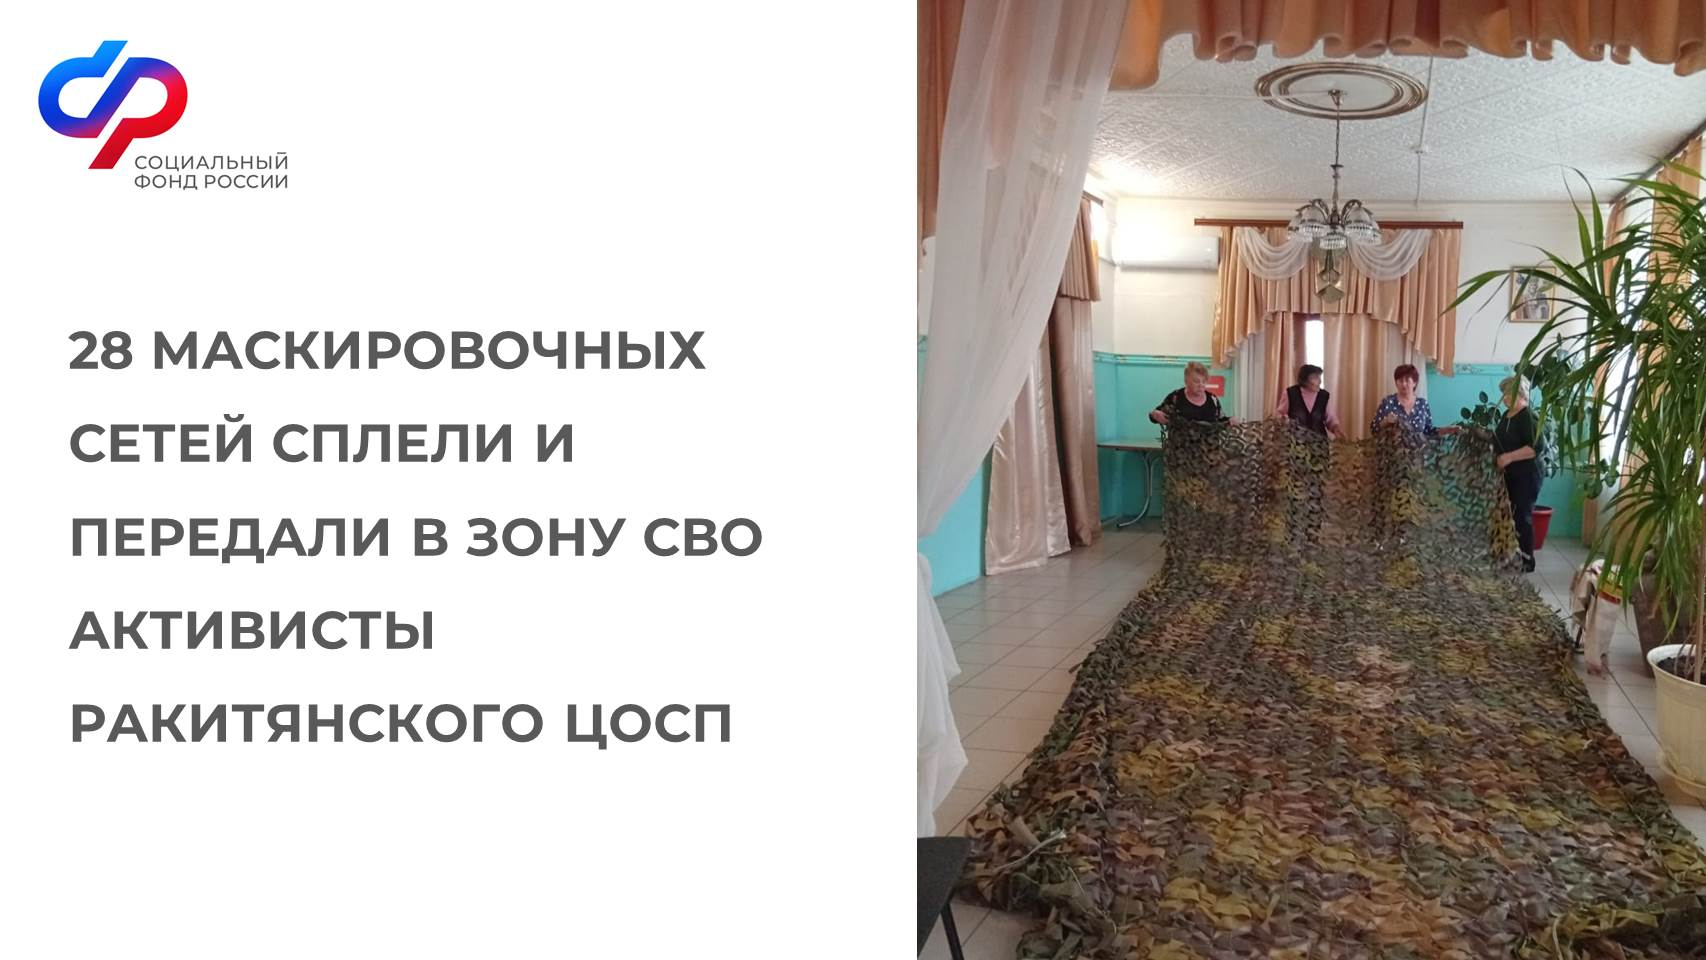 СОЦИАЛЬНЫЙ
ФОНД РОССИИ
28 МАСКИРОВОЧНЫХ
СЕТЕЙ СПЛЕЛИ И
ПЕРЕДАЛИ В ЗОНУ СВО
АКТИВИСТЫ
РАКИТЯНСКОГО ЦОСП